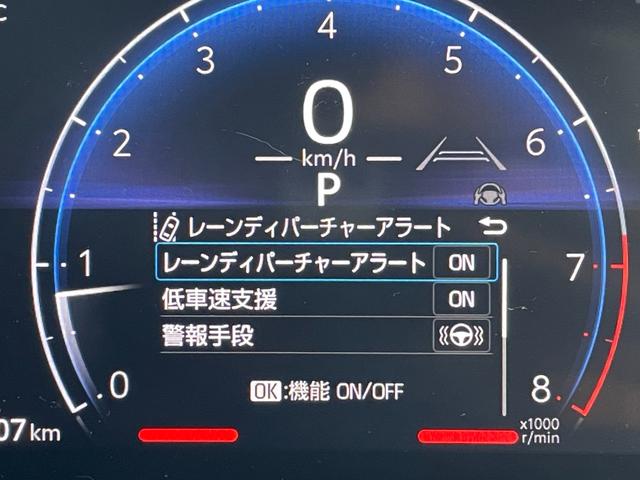 C
4
3
5
0
2
6
km/h
P
レーンディパーチャーアラート
レーンディパーチャーアラート ON
1
7
低車速支援 ON
警報手段
0
8
OK:機能 ON/OFF
07km
x1000
r/min